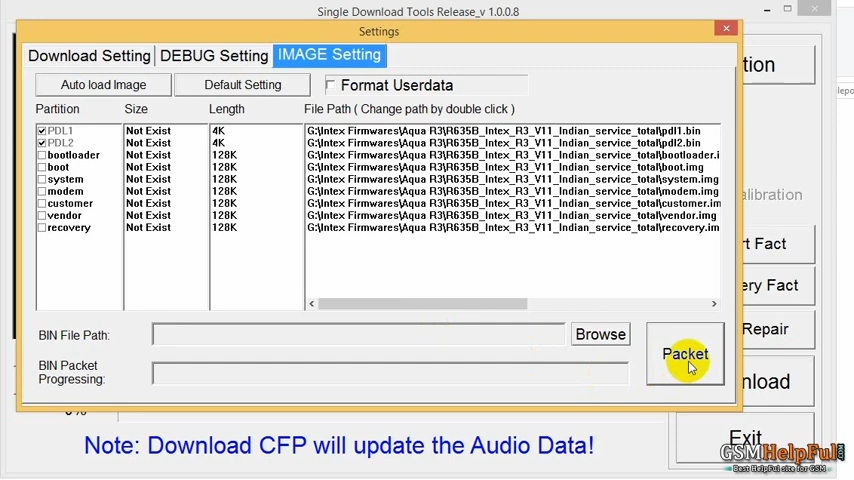 Single Download Tools Release_v 1.0.0.8
Settings
Download Setting DEBUG Setting IMAGE Setting
Auto load Image Default Setting Format Userdata
Partition Size Length File Path ( Change path by double click )
PDL1 Not Exist 4K G:\Intex Firmwares\Aqua R3\R635B_Intex_R3_V11_Indian_service_total\pdl1.bin
PDL2 Not Exist 4K G:\Intex Firmwares\Aqua R3\R635B_Intex_R3_V11_Indian_service_total\pdl2.bin
bootloader Not Exist 128K G:\Intex Firmwares\Aqua R3\R635B_Intex_R3_V11_Indian_service_total\bootloader.i
boot Not Exist 128K G:\Intex Firmwares\Aqua R3\R635B_Intex_R3_V11_Indian_service_total\boot.img
system Not Exist 128K G:\Intex Firmwares\Aqua R3\R635B_Intex_R3_V11_Indian_service_total\system.img
modem Not Exist 128K G:\Intex Firmwares\Aqua R3\R635B_Intex_R3_V11_Indian_service_total\modem.img
customer Not Exist 128K G:\Intex Firmwares\Aqua R3\R635B_Intex_R3_V11_Indian_service_total\customer.im
vendor Not Exist 128K G:\Intex Firmwares\Aqua R3\R635B_Intex_R3_V11_Indian_service_total\vendor.img
recovery Not Exist 128K G:\Intex Firmwares\Aqua R3\R635B_Intex_R3_V11_Indian_service_total\recovery.im
BIN File Path: Browse
Packet
BIN Packet
Progressing:
tion
alibration
rt Fact
ery Fact
Repair
nload
Exit
0%
Note: Download CFP will update the Audio Data!
GSMHelpFul.com
Best HelpFul site for GSM